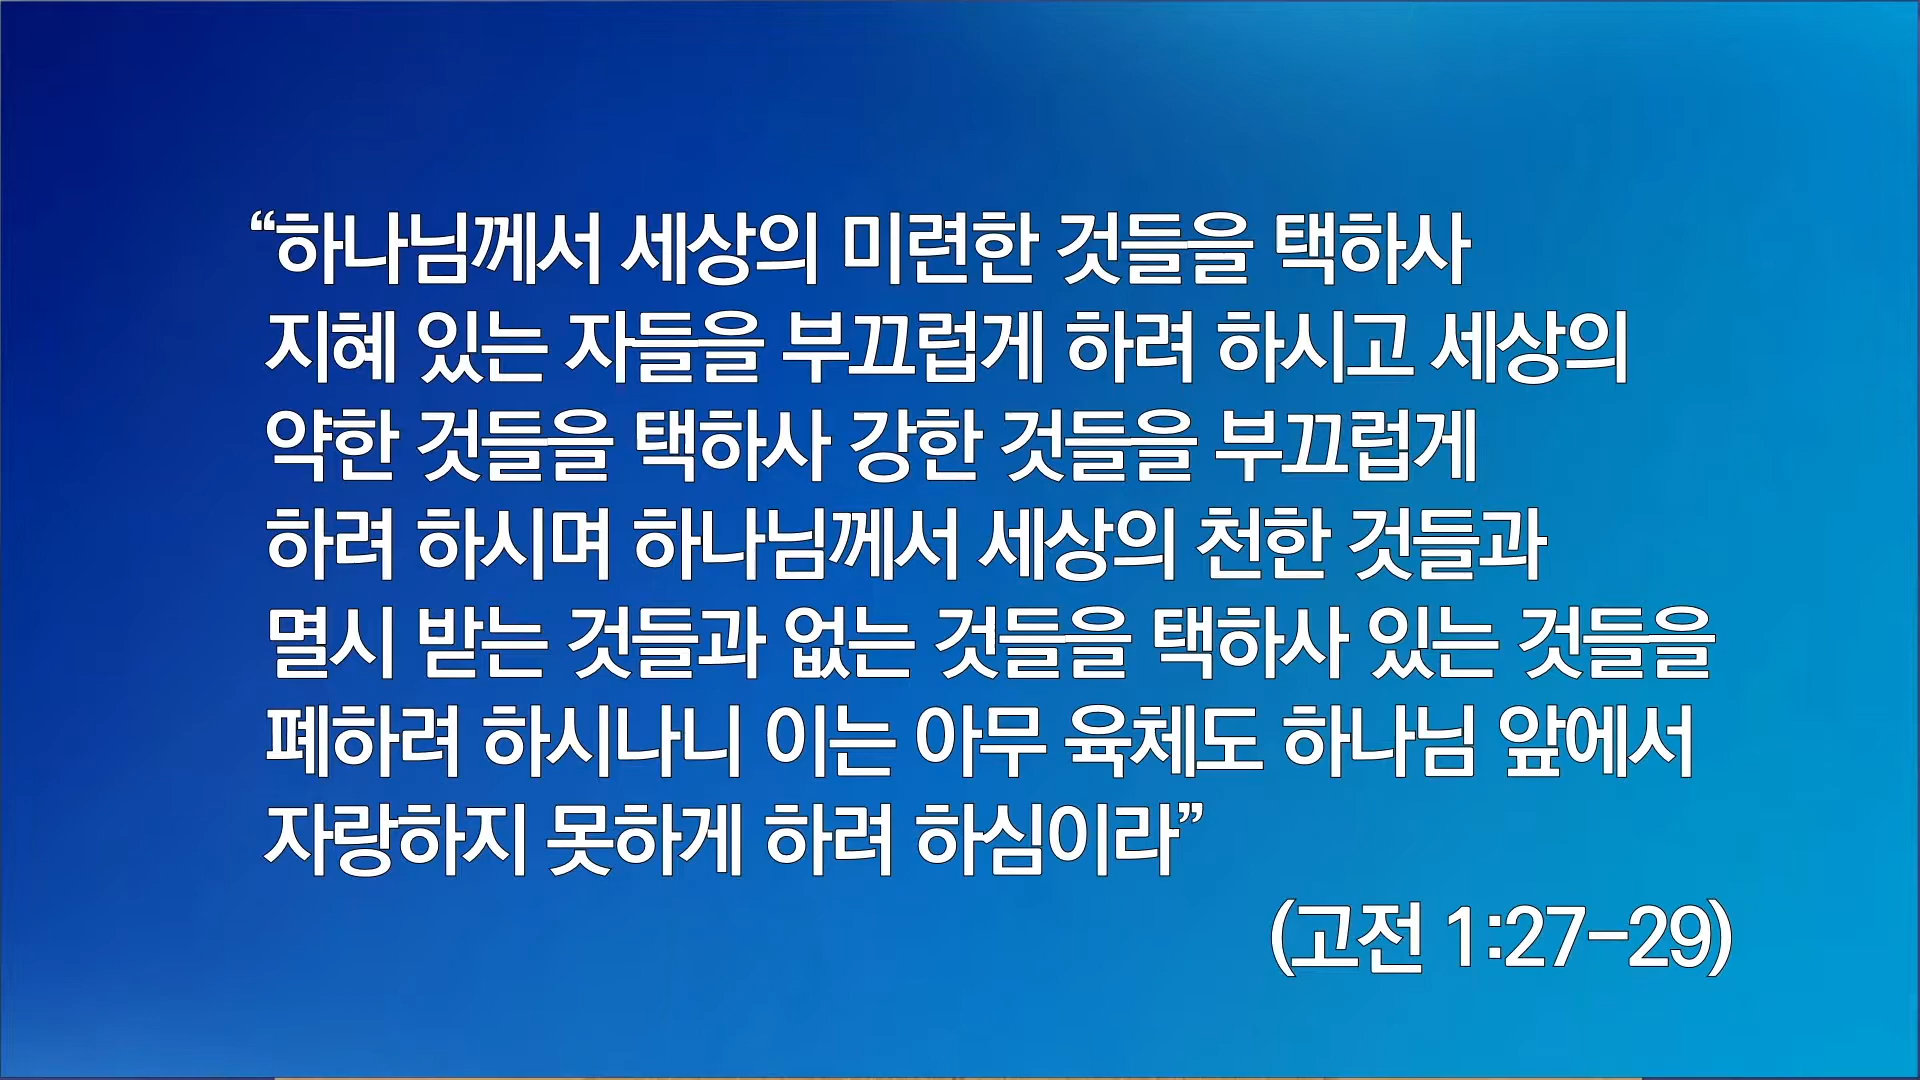 “하나님께서 세상의 미련한 것들을 택하사
지혜 있는 자들을 부끄럽게 하려 하시고 세상의
약한 것들을 택하사 강한 것들을 부끄럽게
하려 하시며 하나님께서 세상의 천한 것들과
멸시 받는 것들과 없는 것들을 택하사 있는 것들을
폐하려 하시나니 이는 아무 육체도 하나님 앞에서
자랑하지 못하게 하려 하심이라”
(고전 1:27-29)